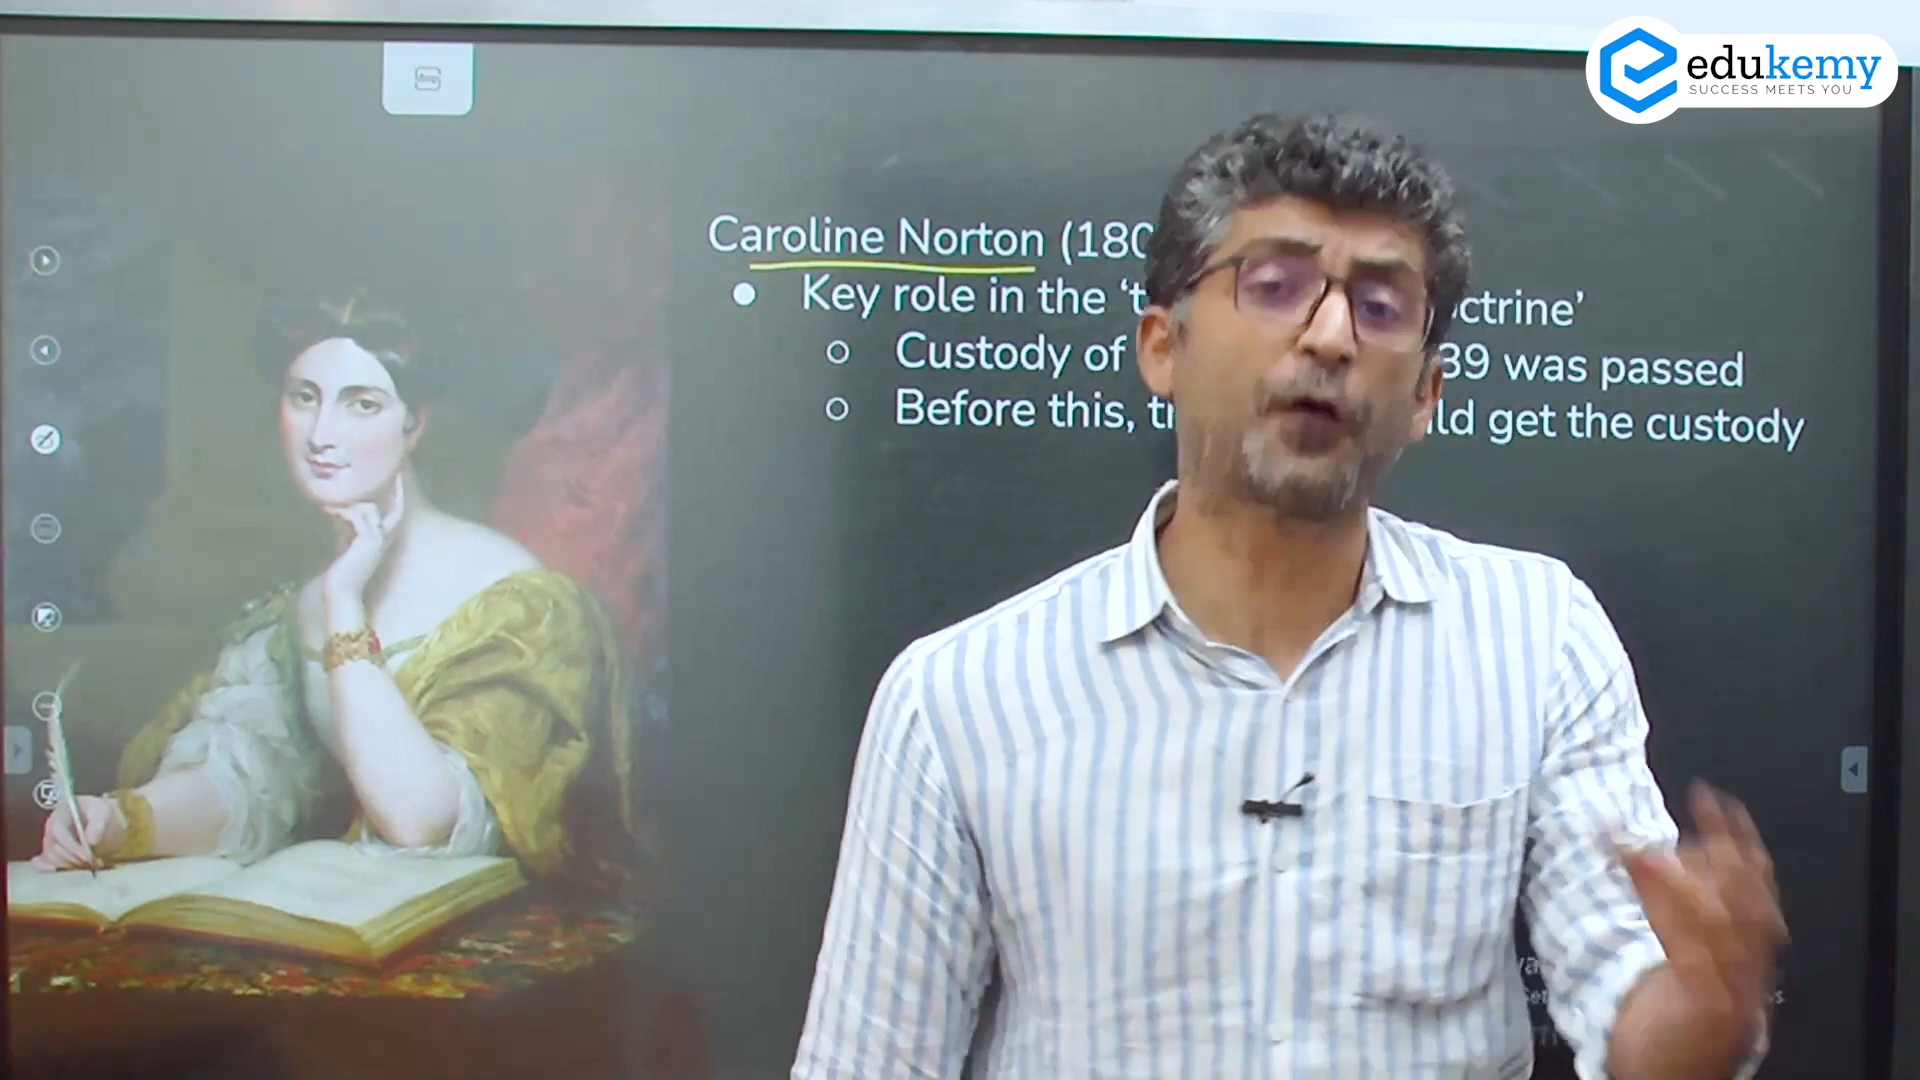 edukemy
SUCCESS MEETS YOU
Caroline Norton (180
Key role in the ‘t ctrine’
Custody of 39 was passed
Before this, t ld get the custody